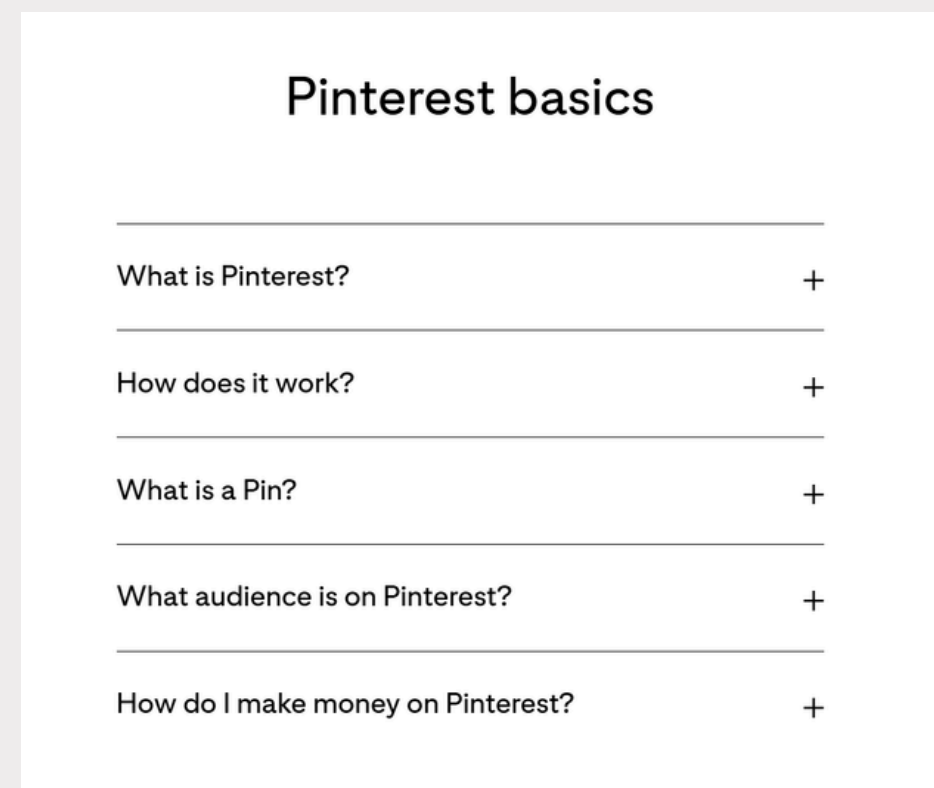 Pinterest basics
What is Pinterest?
How does it work?
What is a Pin?
What audience is on Pinterest?
How do I make money on Pinterest?